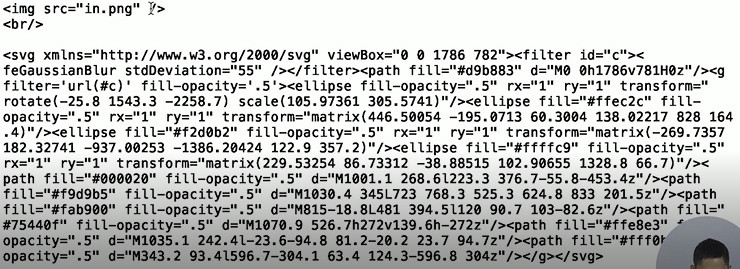 <img src="in.png" />
<br/>
<svg xmlns="http://www.w3.org/2000/svg" viewBox="0 0 1786 782"><filter id="c"><
feGaussianBlur stdDeviation="55" /></filter><path fill="#d9b883" d="M0 0h1786v781H0z"/><g
filter='url(#c)' fill-opacity='.5'><ellipse fill-opacity=".5" rx="1" ry="1" transform="
rotate(-25.8 1543.3 -2258.7) scale(105.97361 305.5741)"/><ellipse fill="#ffec2c" fill-
opacity=".5" rx="1" ry="1" transform="matrix(446.50054 -195.0713 60.3004 138.02217 828 164
.4)"/><ellipse fill="#f2d0b2" fill-opacity=".5" rx="1" ry="1" transform="matrix(-269.7357
182.32741 -937.00253 -1386.20424 122.9 357.2)"/><ellipse fill="#ffffc9" fill-opacity=".5"
rx="1" ry="1" transform="matrix(229.53254 86.73312 -38.88515 102.90655 1328.8 66.7)"/><
path fill="#000020" fill-opacity=".5" d="M1001.1 268.6l223.3 376.7-55.8-453.4z"/><path
fill="#f9d9b5" fill-opacity=".5" d="M1030.4 345L723 768.3 525.3 624.8 833 201.5z"/><path
fill="#fab900" fill-opacity=".5" d="M815-18.8L481 394.5l120 90.7 103-82.6z"/><path fill="
#75440f" fill-opacity=".5" d="M1070.9 526.7h272v139.6h-272z"/><path fill="#ffe8e3" fill-
opacity=".5" d="M1035.1 242.4l-23.6-94.8 81.2-20.2 23.7 94.7z"/><path fill="#fff0
opacity=".5" d="M343.2 93.4l596.7-304.1 63.4 124.3-596.8 304z"/></g></svg>